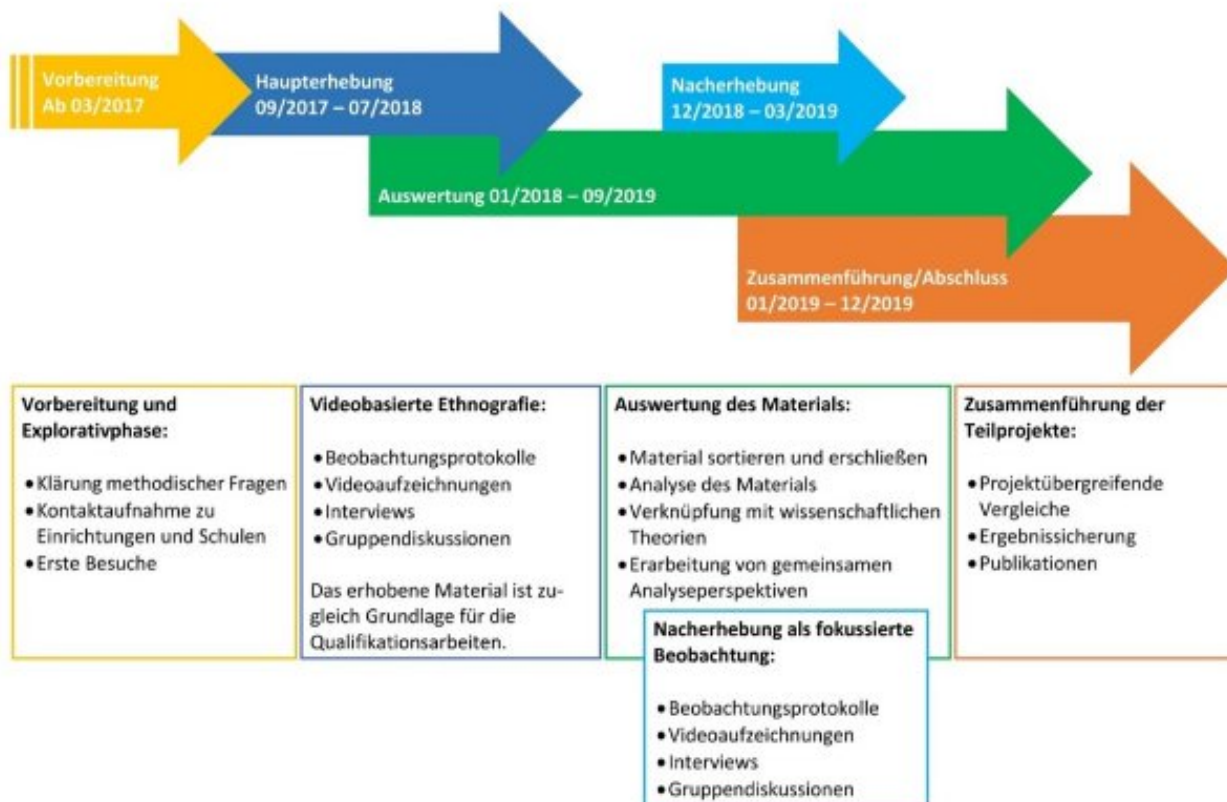 Vorbereitung
Ab 03/2017
Haupterhebung
09/2017 – 07/2018
Nacherhebung
12/2018 – 03/2019
Auswertung 01/2018 – 09/2019
Zusammenführung/Abschluss
01/2019 – 12/2019
Vorbereitung und
Explorativphase:
• Klärung methodischer Fragen
• Kontaktaufnahme zu
Einrichtungen und Schulen
• Erste Besuche
Videobasierte Ethnografie:
• Beobachtungsprotokolle
• Videoaufzeichnungen
• Interviews
• Gruppendiskussionen
Das erhobene Material ist zu-
gleich Grundlage für die
Qualifikationsarbeiten.
Auswertung des Materials:
• Material sortieren und erschließen
• Analyse des Materials
• Verknüpfung mit wissenschaftlichen
Theorien
• Erarbeitung von gemeinsamen
Analyseperspektiven
Nacherhebung als fokussierte
Beobachtung:
• Beobachtungsprotokolle
• Videoaufzeichnungen
• Interviews
• Gruppendiskussionen
Zusammenführung der
Teilprojekte:
• Projektübergreifende
Vergleiche
• Ergebnissicherung
• Publikationen